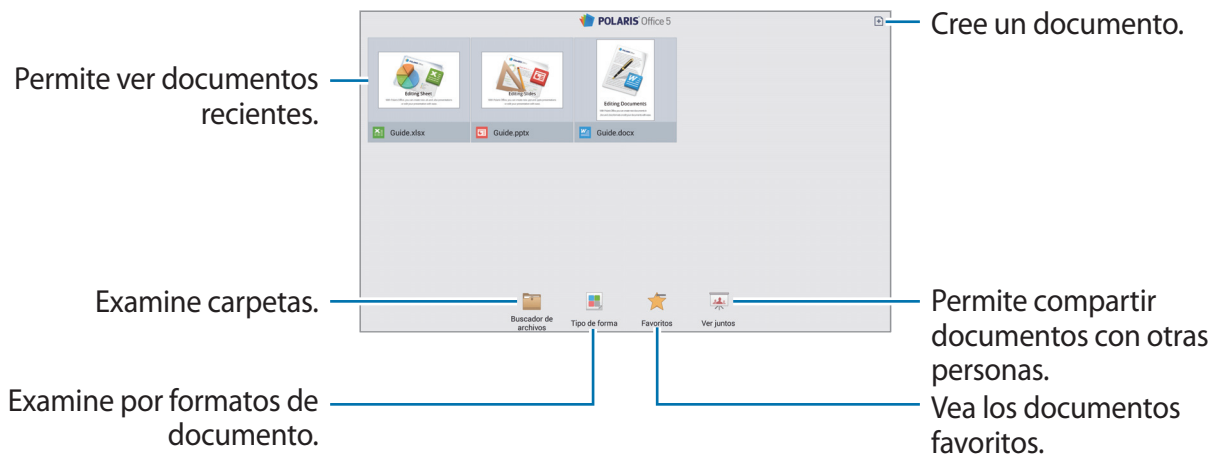 POLARIS Office 5
Cree un documento.
Permite ver documentos
recientes.
Editing Sheet
Editing Slides
Editing Documents
Guide.xlsx
Guide.pptx
Guide.docx
Examine carpetas.
Buscador de
archivos
Tipo de forma
Favoritos
Ver juntos
Permite compartir
documentos con otras
personas.
Examine por formatos de
documento.
Vea los documentos
favoritos.